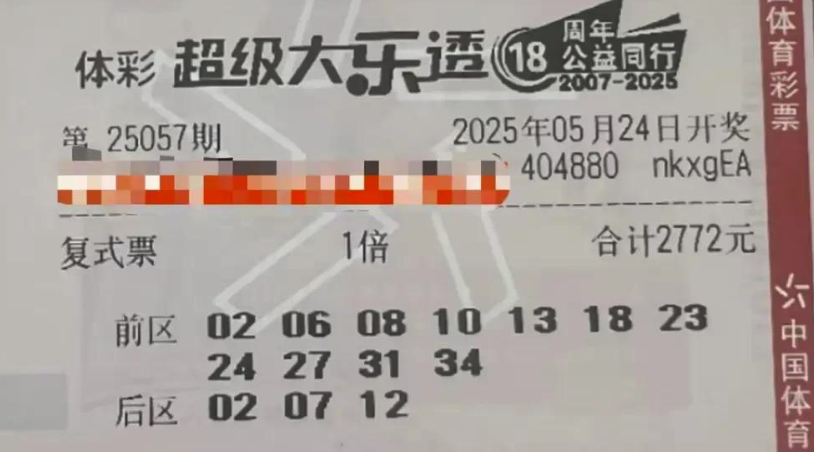 体彩 超级大乐透 18 周年
公益同行
2007-2025
第 25057期 2025年05月24日开奖
404880 nkxgEA
复式票 1倍 合计2772元
前区 02 06 08 10 13 18 23
24 27 31 34
后区 02 07 12
体育彩票
中国体育